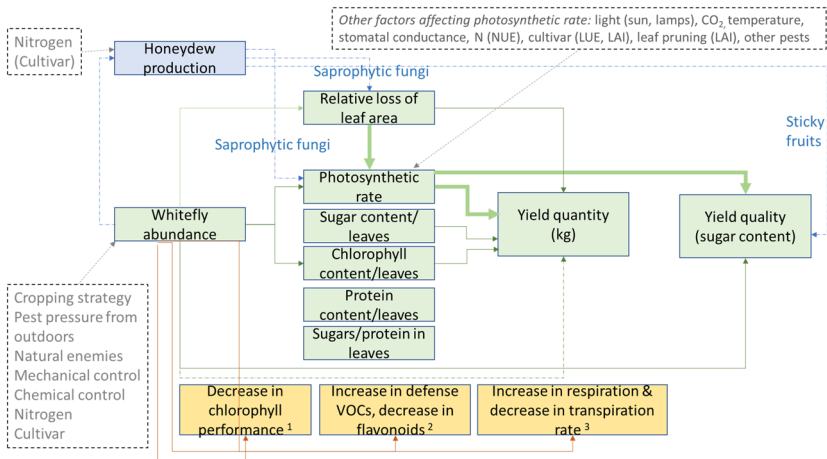 Other factors affecting photosynthetic rate: light (sun, lamps), CO2, temperature,
stomatal conductance, N (NUE), cultivar (LUE, LAI), leaf pruning (LAI), other pests
Nitrogen
(Cultivar)
Honeydew
production
Saprophytic fungi
Relative loss of
leaf area
Sticky
fruits
Saprophytic fungi
Photosynthetic
rate
Whitefly
abundance
Sugar content/
leaves
Yield quantity
(kg)
Yield quality
(sugar content)
Chlorophyll
content/leaves
Protein
content/leaves
Sugars/protein in
leaves
Cropping strategy
Pest pressure from
outdoors
Natural enemies
Mechanical control
Chemical control
Nitrogen
Cultivar
Decrease in
chlorophyll
performance 1
Increase in defense
VOCs, decrease in
flavonoids 2
Increase in respiration &
decrease in transpiration
rate 3